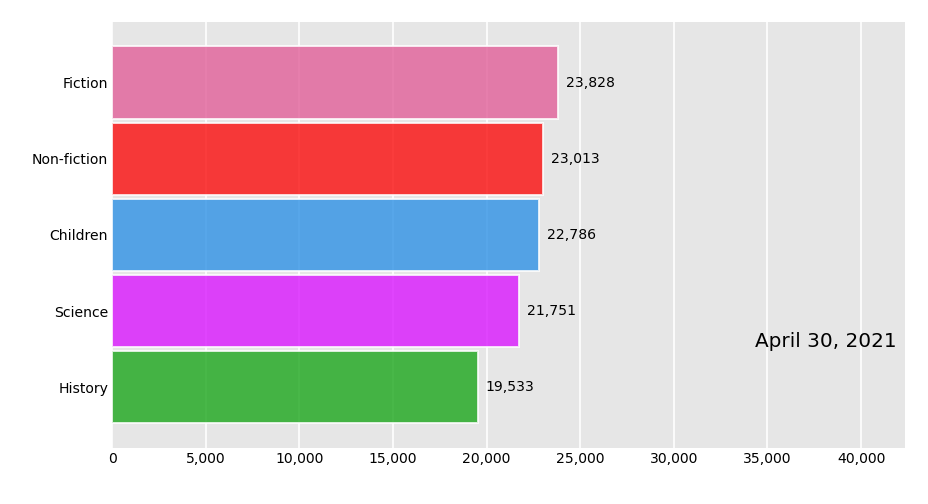 Fiction 23,828
Non-fiction 23,013
Children 22,786
Science 21,751
April 30, 2021
History 19,533
0 5,000 10,000 15,000 20,000 25,000 30,000 35,000 40,000